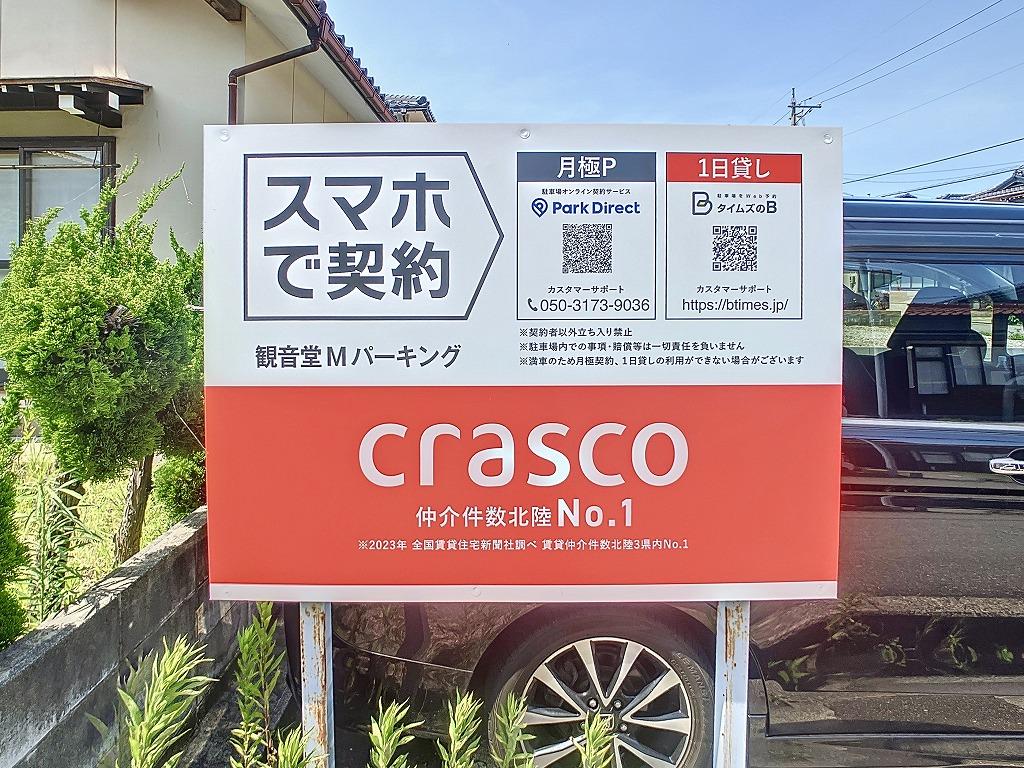 スマホ
で契約
月極P
駐車場オンライン契約サービス
Park Direct
カスタマーサポート
050-3173-9036
1日貸し
駐車場をWeb予約
タイムズのB
カスタマーサポート
https://btimes.jp/
観音堂Mパーキング
※契約者以外立ち入り禁止
※駐車場内での事項・賠償等は一切責任を負いません
※満車のため月極契約、1日貸しの利用ができない場合がございます
crasco
仲介件数北陸No.1
※2023年 全国賃貸住宅新聞社調べ 賃貸仲介件数北陸3県内No.1